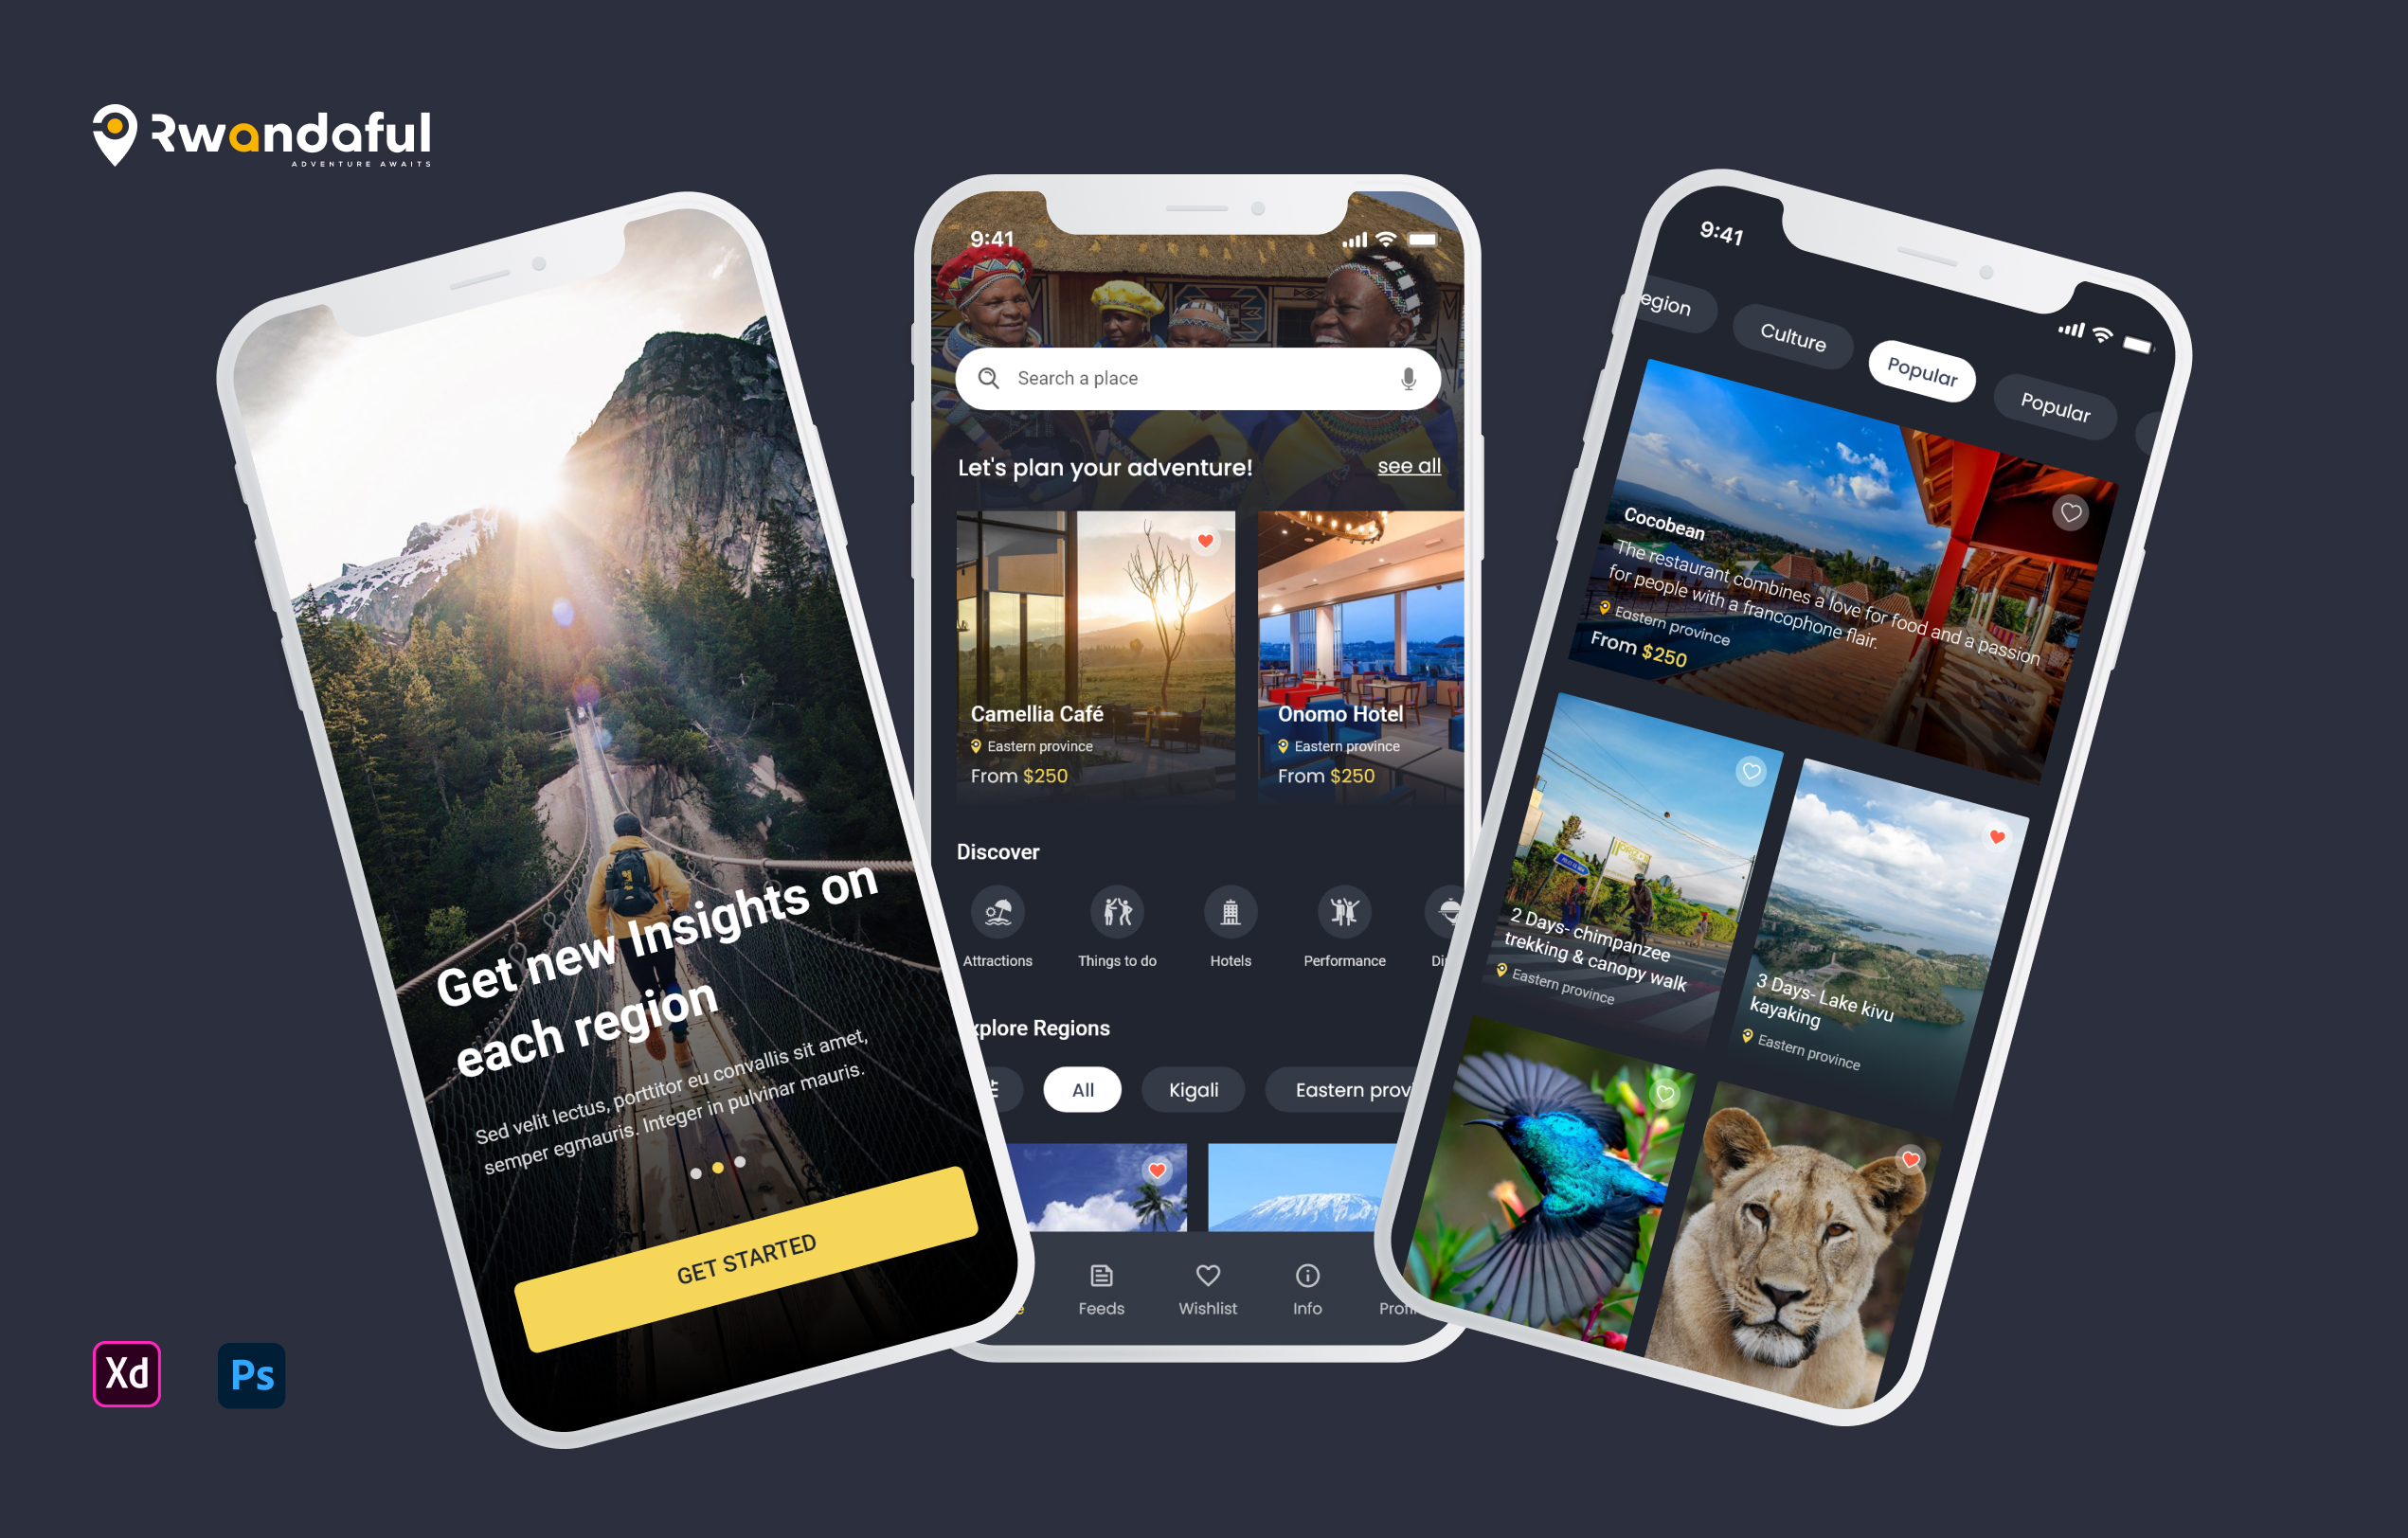 Rwandaful
ADVENTURE AWAITS
Get new Insights on
each region
Sed velit lectus, porttitor eu convallis sit amet,
semper egmauris. Integer in pulvinar mauris.
GET STARTED
9:41
Search a place
Let's plan your adventure!
see all
Camellia Café
Eastern province
From $250
Onomo Hotel
Eastern province
From $250
Discover
Attractions
Things to do
Hotels
Performance
Di
xplore Regions
All
Kigali
Eastern prov
e
Feeds
Wishlist
Info
Profi
9:41
egion
Culture
Popular
Popular
Cocobean
The restaurant combines a love for food and a passion
for people with a francophone flair.
Eastern province
From $250
2 Days- chimpanzee
trekking & canopy walk
Eastern province
3 Days- Lake kivu
kayaking
Eastern province
Xd
Ps